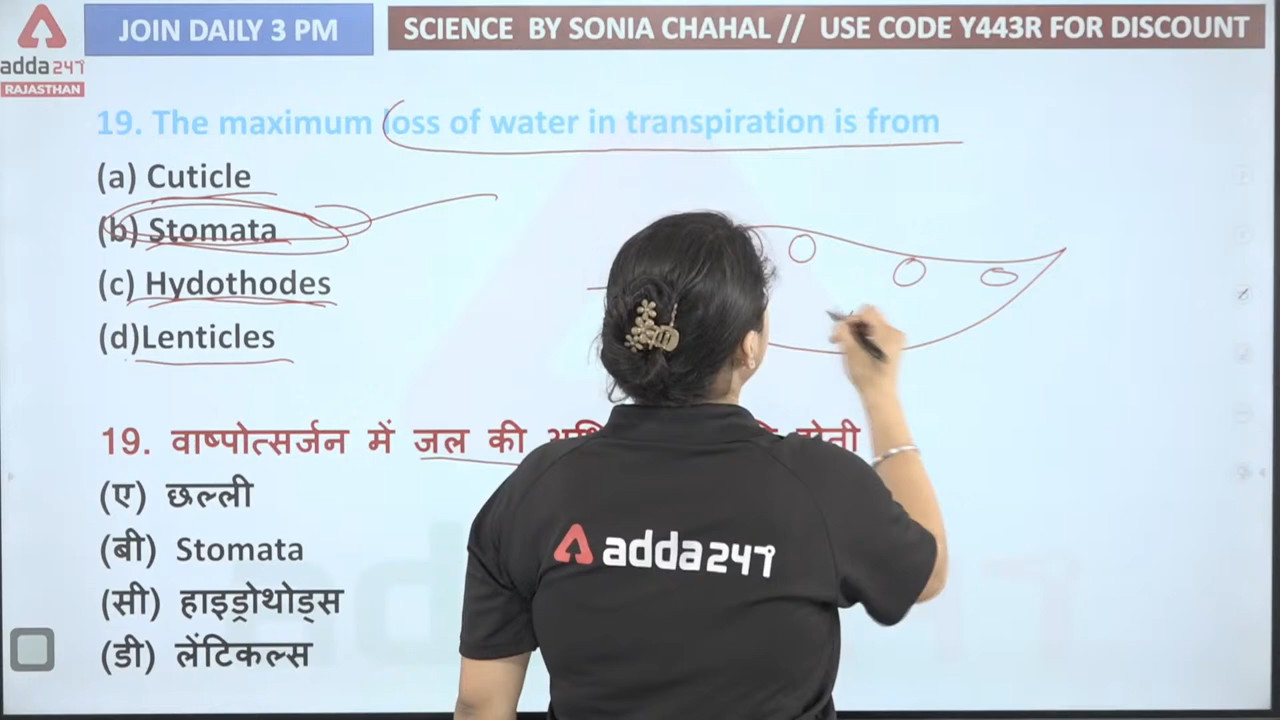 JOIN DAILY 3 PM
SCIENCE BY SONIA CHAHAL // USE CODE Y443R FOR DISCOUNT
adda247
RAJASTHAN
19. The maximum loss of water in transpiration is from
(a) Cuticle
(b) Stomata
(c) Hydothodes
(d)Lenticles
19. वाष्पोत्सर्जन में जल की होती
(ए) छल्ली
(बी) Stomata
(सी) हाइड्रोथोड्स
(डी) लेंटिकल्स
adda247